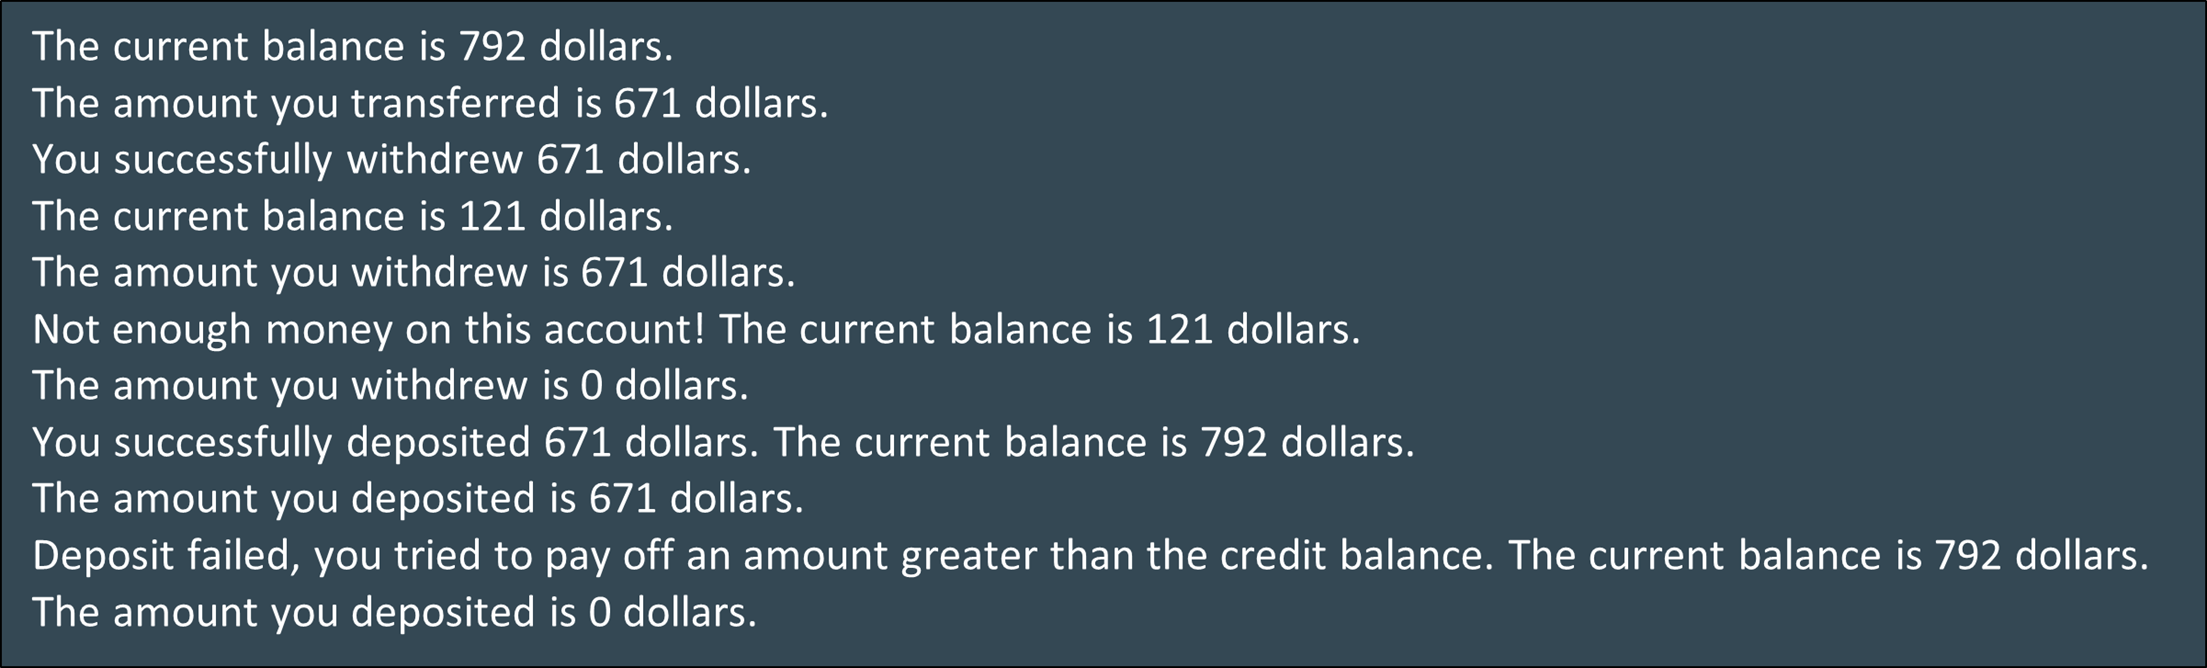 The current balance is 792 dollars.
The amount you transferred is 671 dollars.
You successfully withdrew 671 dollars.
The current balance is 121 dollars.
The amount you withdrew is 671 dollars.
Not enough money on this account! The current balance is 121 dollars.
The amount you withdrew is 0 dollars.
You successfully deposited 671 dollars. The current balance is 792 dollars.
The amount you deposited is 671 dollars.
Deposit failed, you tried to pay off an amount greater than the credit balance. The current balance is 792 dollars.
The amount you deposited is 0 dollars.